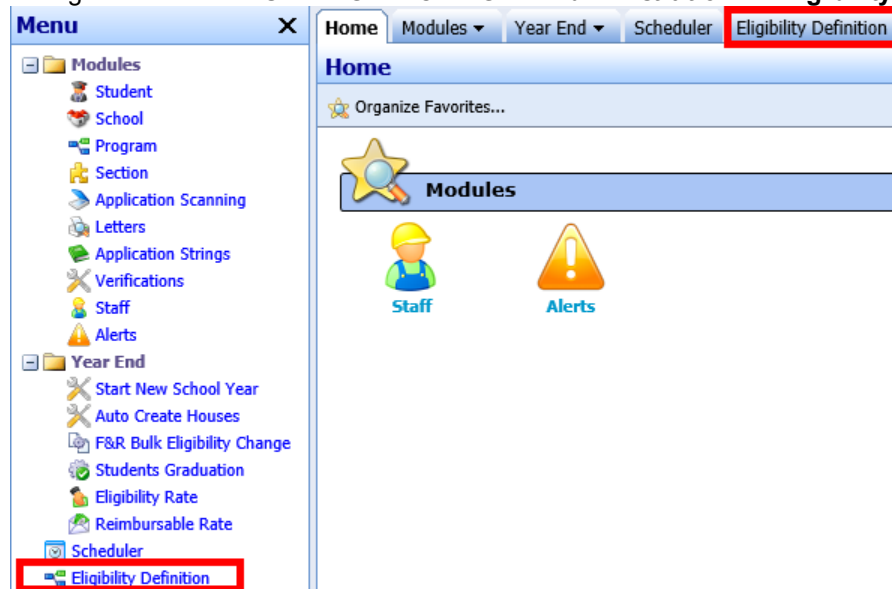 Menu X
Modules
Student
School
Program
Section
Application Scanning
Letters
Application Strings
Verifications
Staff
Alerts
Year End
Start New School Year
Auto Create Houses
F&R Bulk Eligibility Change
Students Graduation
Eligibility Rate
Reimbursable Rate
Scheduler
Eligibility Definition
Home Modules Year End Scheduler Eligibility Definition
Home
Organize Favorites...
Modules
Staff Alerts